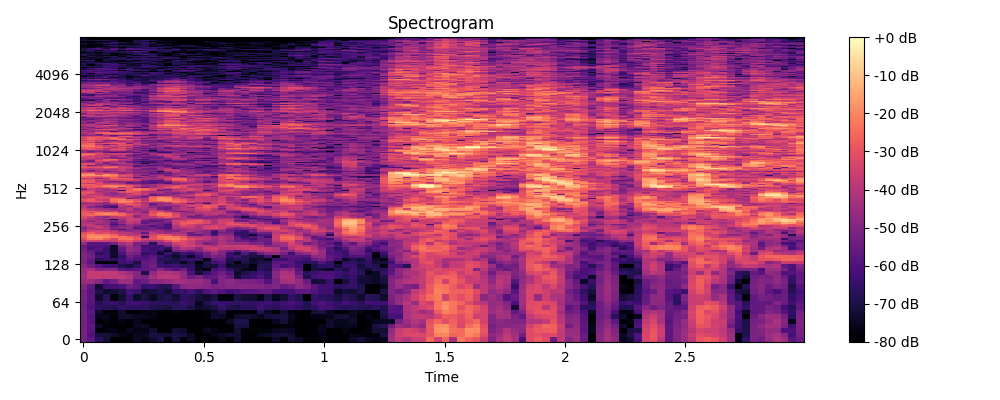 Spectrogram
Hz
4096
2048
1024
512
256
128
64
0
0
0.5
1
1.5
2
2.5
Time
+0 dB
-10 dB
-20 dB
-30 dB
-40 dB
-50 dB
-60 dB
-70 dB
-80 dB